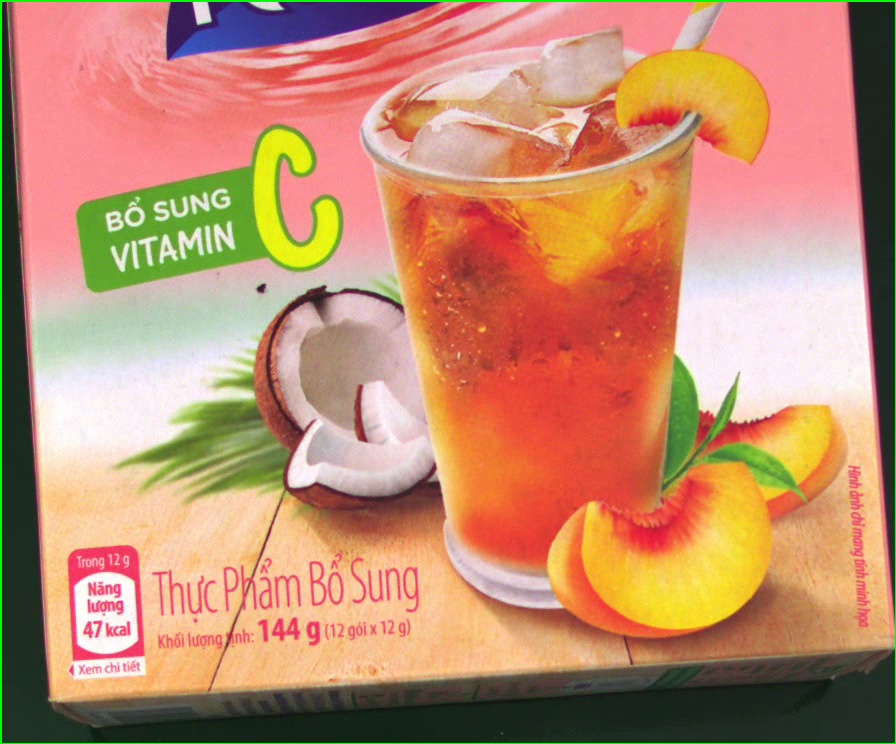 BỔ SUNG
VITAMIN C
Trong 12 g
Năng
lượng
47 kcal
Xem chi tiết
Thực Phẩm Bổ Sung
Khối lượng tịnh: 144 g (12 gói x 12 g)
Hình ảnh chỉ mang tính minh họa